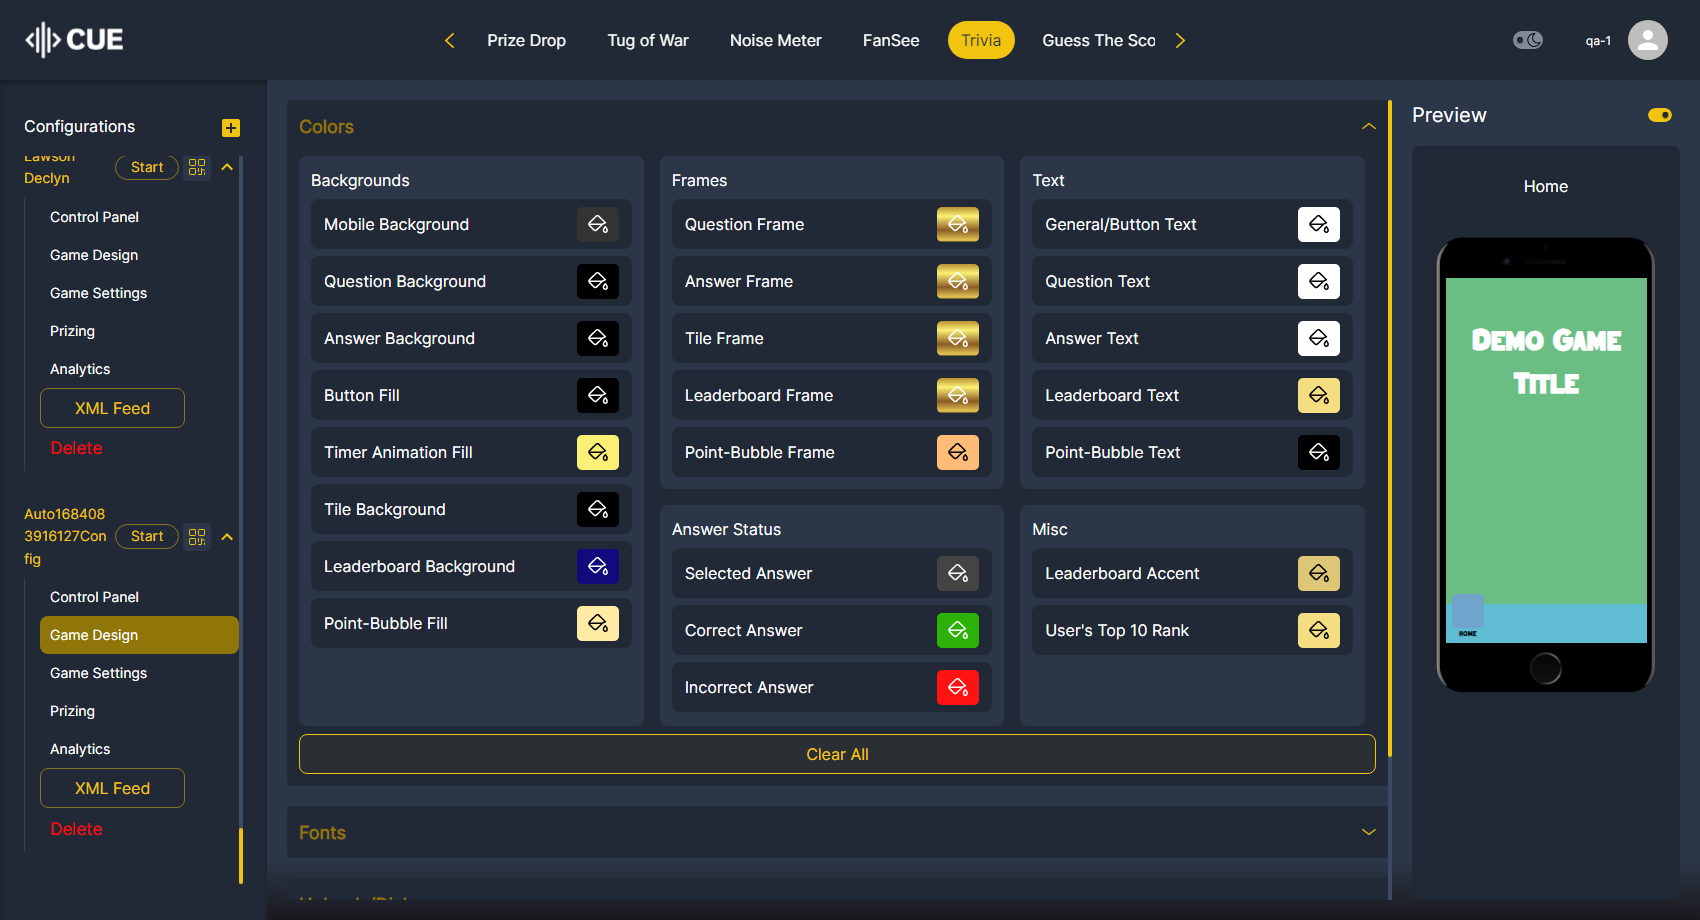 CUE
Prize Drop
Tug of War
Noise Meter
FanSee
Trivia
Guess The Sco
qa-1
Configurations
Lawson
Declyn
Start
Control Panel
Game Design
Game Settings
Prizing
Analytics
XML Feed
Delete
Auto168408
3916127Con
fig
Start
Control Panel
Game Design
Game Settings
Prizing
Analytics
XML Feed
Delete
Colors
Backgrounds
Mobile Background
Question Background
Answer Background
Button Fill
Timer Animation Fill
Tile Background
Leaderboard Background
Point-Bubble Fill
Frames
Question Frame
Answer Frame
Tile Frame
Leaderboard Frame
Point-Bubble Frame
Text
General/Button Text
Question Text
Answer Text
Leaderboard Text
Point-Bubble Text
Answer Status
Selected Answer
Correct Answer
Incorrect Answer
Misc
Leaderboard Accent
User's Top 10 Rank
Clear All
Fonts
Preview
Home
Demo Game
Title
HOME